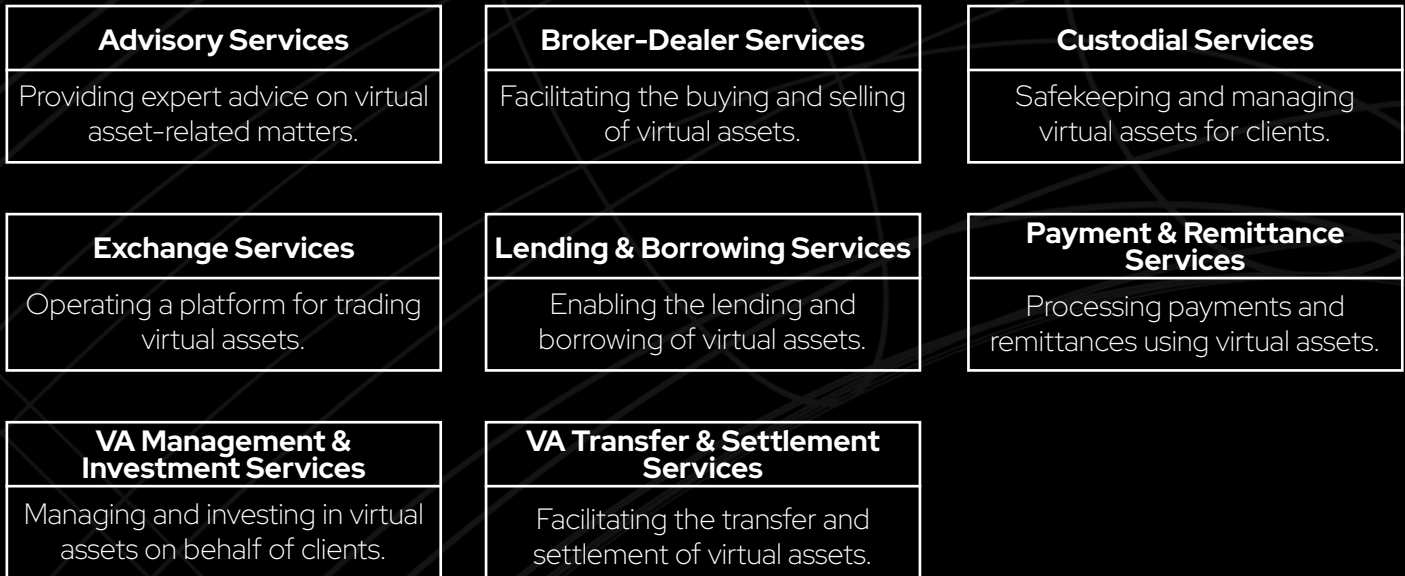 Advisory Services
Providing expert advice on virtual
asset-related matters.
Broker-Dealer Services
Facilitating the buying and selling
of virtual assets.
Custodial Services
Safekeeping and managing
virtual assets for clients.
Exchange Services
Operating a platform for trading
virtual assets.
Lending & Borrowing Services
Enabling the lending and
borrowing of virtual assets.
Payment & Remittance
Services
Processing payments and
remittances using virtual assets.
VA Management &
Investment Services
Managing and investing in virtual
assets on behalf of clients.
VA Transfer & Settlement
Services
Facilitating the transfer and
settlement of virtual assets.